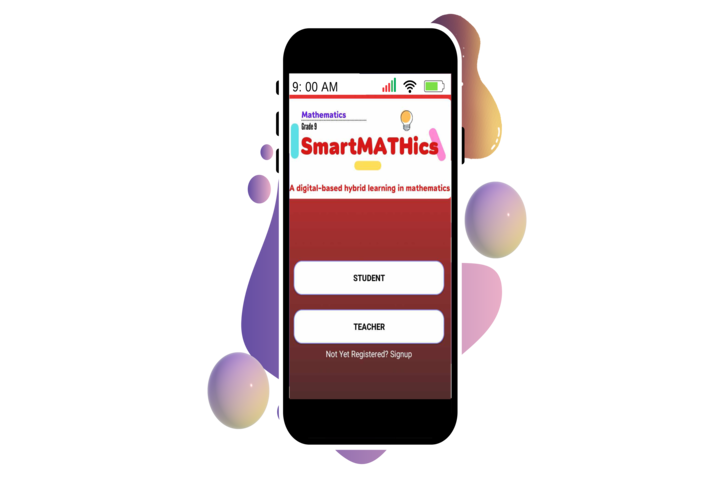 9: 00 AM
Mathematics
Grade 9
SmartMATHics
A digital-based hybrid learning in mathematics
STUDENT
TEACHER
Not Yet Registered? Signup